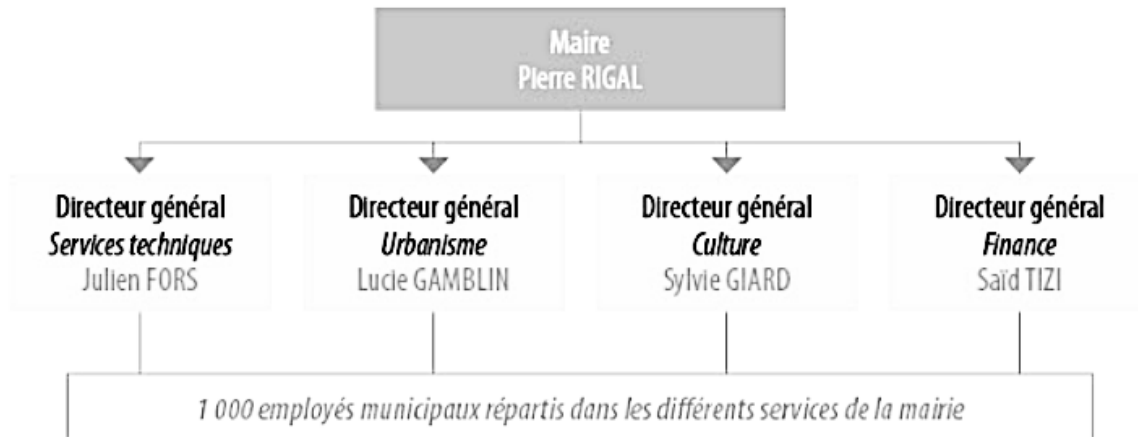 Maire
Pierre RIGAL
Directeur général
Services techniques
Julien FORS
Directeur général
Urbanisme
Lucie GAMBLIN
Directeur général
Culture
Sylvie GIARD
Directeur général
Finance
Saïd TIZI
1 000 employés municipaux répartis dans les différents services de la mairie